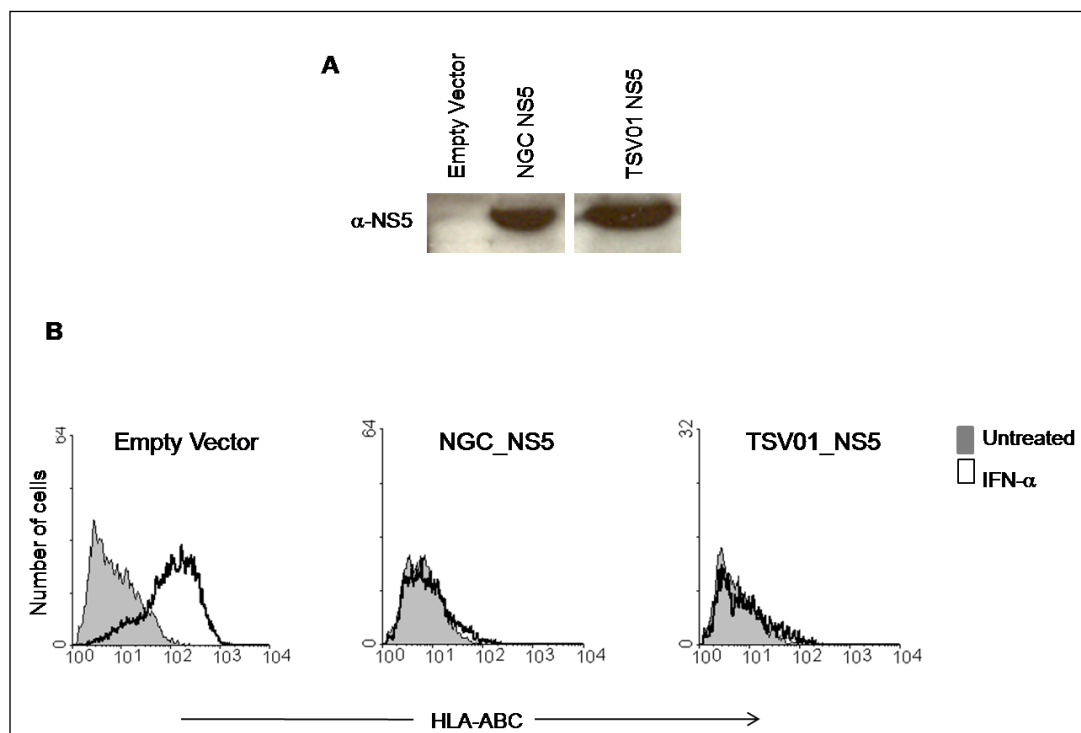 A
Empty Vector
NGC NS5
TSV01 NS5
α-NS5
B
Empty Vector
NGC_NS5
TSV01_NS5
Untreated
IFN-α
Number of cells
64
0
10⁰ 10¹ 10² 10³ 10⁴
64
0
10⁰ 10¹ 10² 10³ 10⁴
32
0
10⁰ 10¹ 10² 10³ 10⁴
HLA-ABC